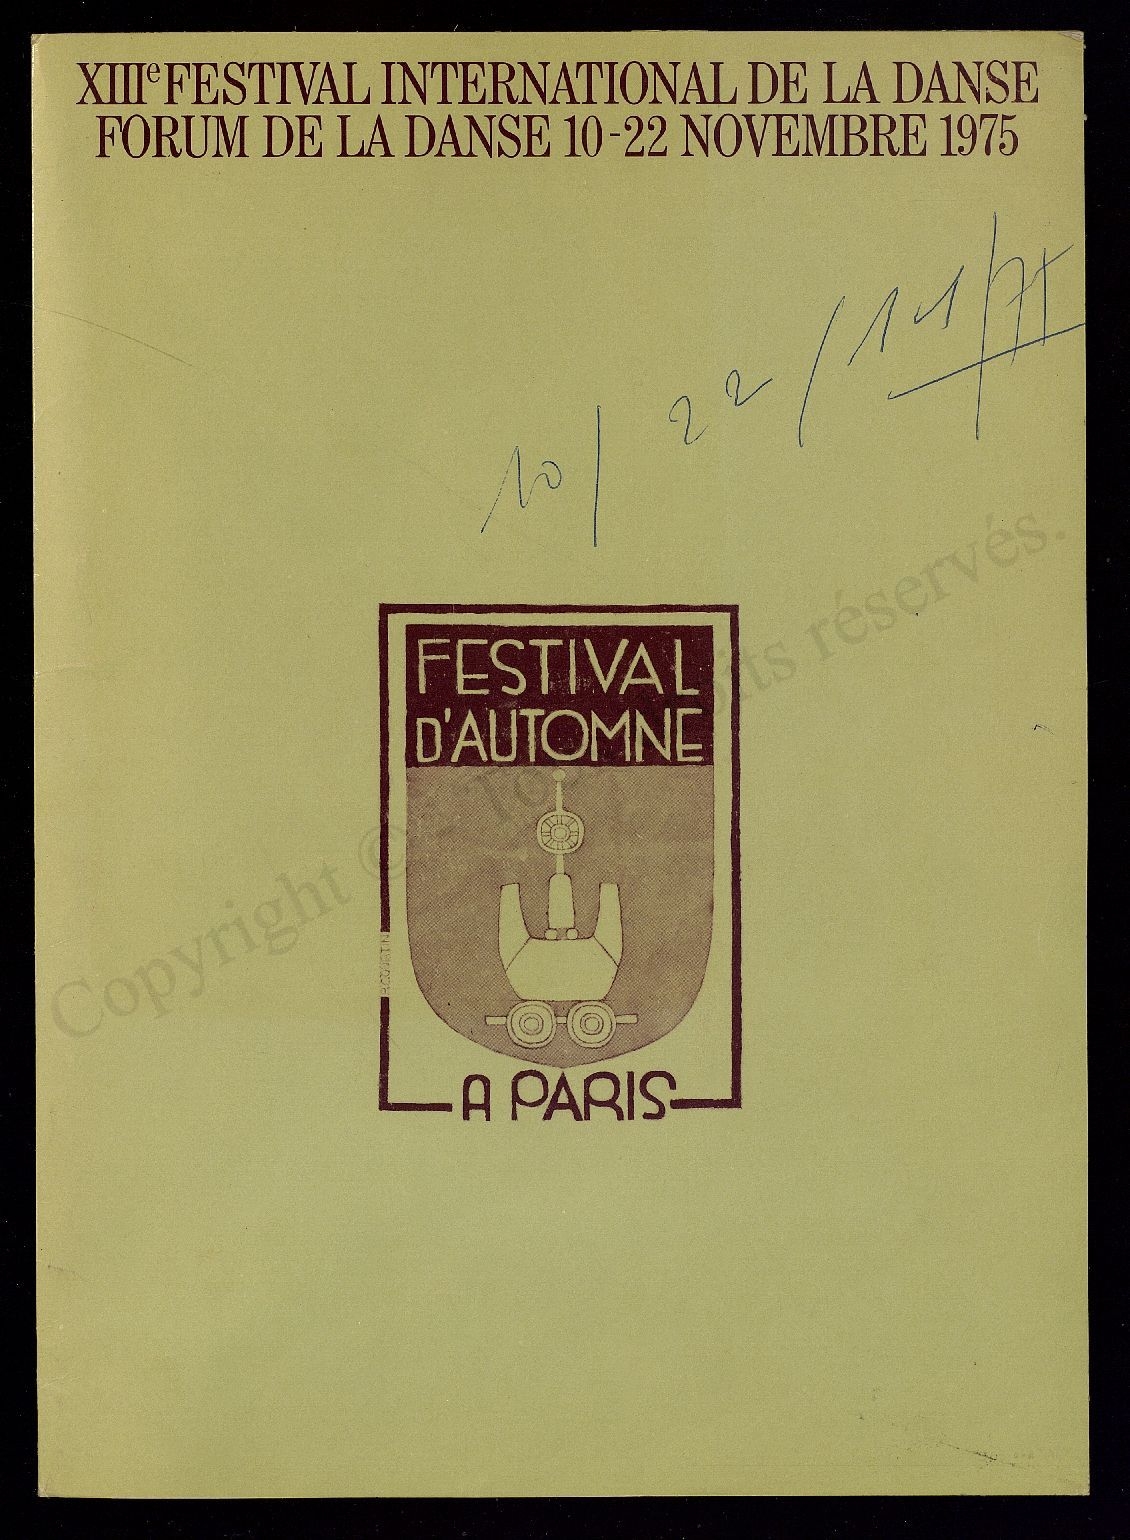 XIIIe FESTIVAL INTERNATIONAL DE LA DANSE
FORUM DE LA DANSE 10-22 NOVEMBRE 1975
10/ 22/11/75
FESTIVAL
D'AUTOMNE
R. COURTIN
A PARIS
Copyright © - Tous droits réservés.